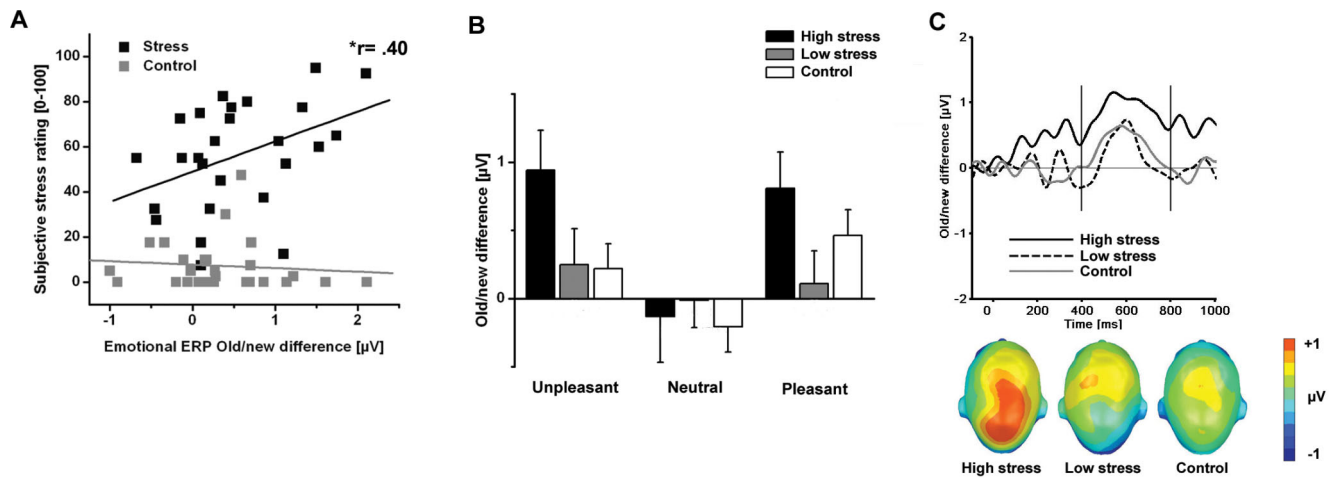 A
Stress
Control
*r= .40
Subjective stress rating [0-100]
100
80
60
40
20
0
-1
0
1
2
Emotional ERP Old/new difference [µV]
B
High stress
Low stress
Control
Old/new difference [µV]
1
0
Unpleasant
Neutral
Pleasant
C
Old/new difference [µV]
2
1
0
-1
-2
High stress
Low stress
Control
0
200
400
600
800
1000
Time [ms]
+1
µV
-1
High stress
Low stress
Control